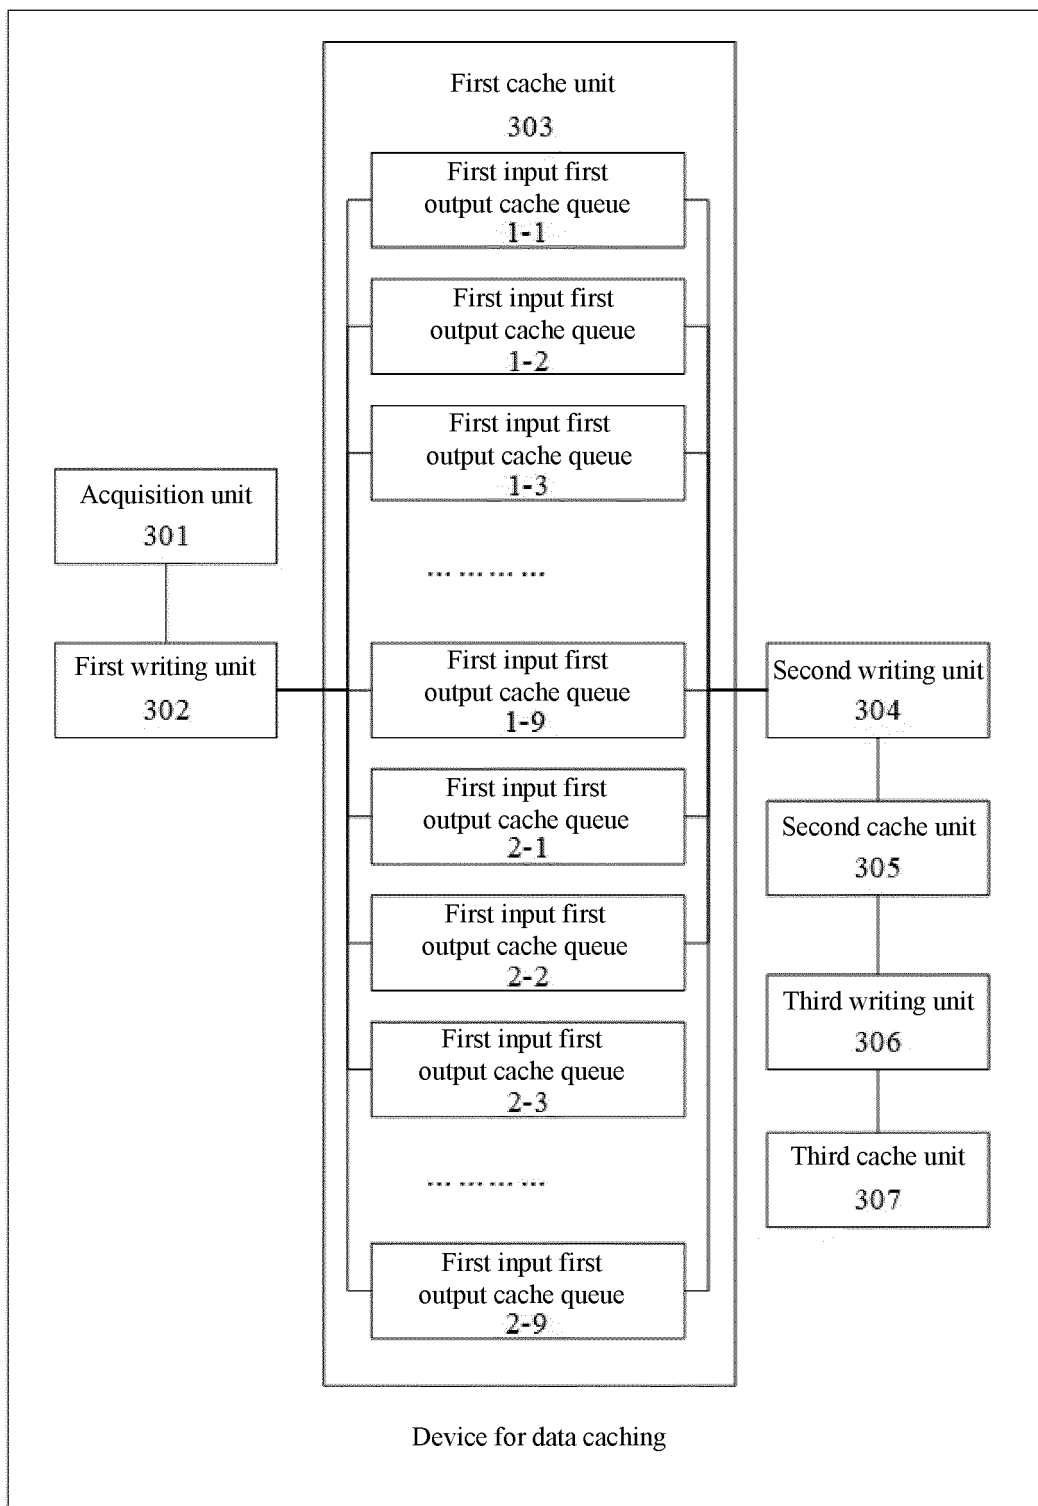 First cache unit
303
First input first
output cache queue
1-1
First input first
output cache queue
1-2
First input first
output cache queue
1-3
... ... ... ...
Acquisition unit
301
First writing unit
302
First input first
output cache queue
1-9
First input first
output cache queue
2-1
First input first
output cache queue
2-2
First input first
output cache queue
2-3
... ... ... ...
First input first
output cache queue
2-9
Second writing unit
304
Second cache unit
305
Third writing unit
306
Third cache unit
307
Device for data caching